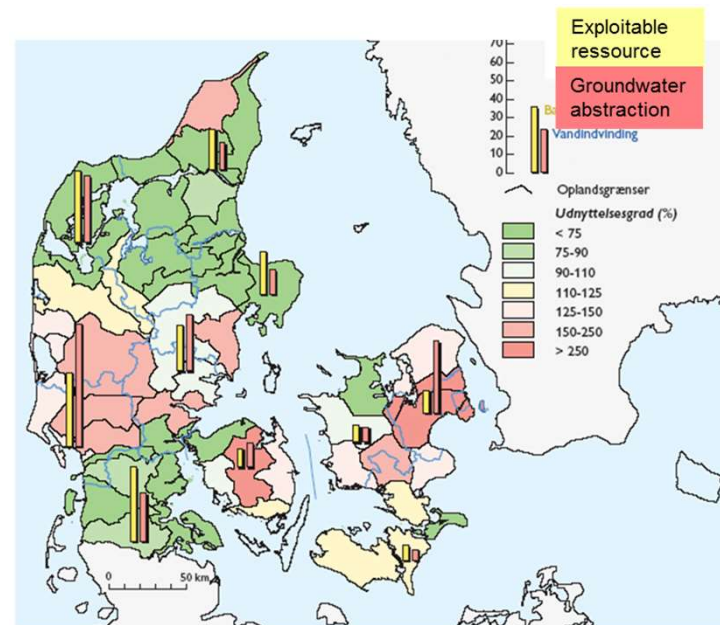 Exploitable
ressource
Groundwater
abstraction
70
60
50
40
30
20
10
0
Ba
Vandindvinding
Oplandsgrænser
Udnyttelsesgrad (%)
< 75
75-90
90-110
110-125
125-150
150-250
> 250
0 50 km